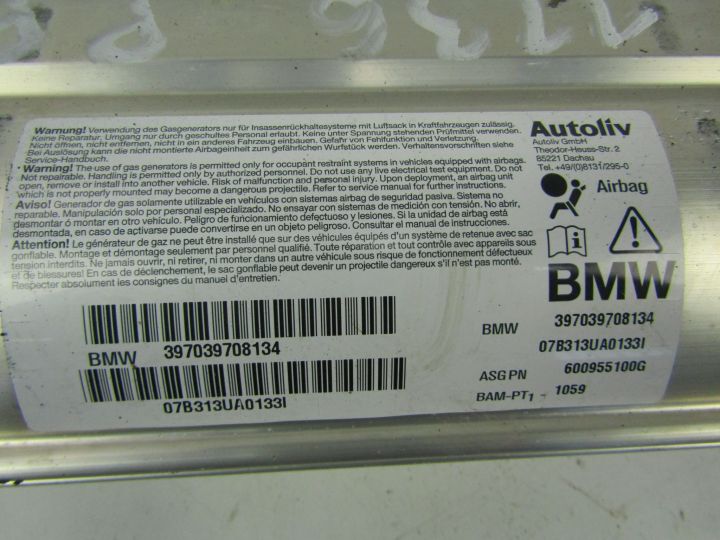 1136
P
Warnung! Verwendung des Gasgenerators nur für Insassenrückhaltesysteme mit Luftsack in Kraftfahrzeugen zulässig.
Keine Reparatur, Umgang nur durch geschultes Personal erlaubt. Keine unter Spannung stehenden Prüfmittel verwenden.
Nicht öffnen, nicht entfernen, nicht in ein anderes Fahrzeug einbauen. Gefahr von Fehlfunktion und Verletzung.
Bei Auslösung kann die nicht montierte Airbageinheit zum gefährlichen Wurfstück werden. Verhaltensvorschriften siehe
Service-Handbuch.
Warning! The use of gas generators is permitted only for occupant restraint systems in vehicles equipped with airbags.
Not repairable. Handling is permitted only by authorized personnel. Do not use any live electrical test equipment. Do not
open, remove or install into another vehicle. Risk of malfunction and personal injury. Upon deployment, an airbag unit
which is not properly mounted may become a dangerous projectile. Refer to service manual for further instructions.
Aviso! Generador de gas solamente utilizable en vehículos con sistemas airbag de seguridad pasiva. Sistema no
reparable. Manipulación solo por personal especializado. No ensayar con sistemas de medición con tensión. No abrir,
desmontar ó montar en otro vehículo. Peligro de funcionamiento defectuoso y lesiones. Si la unidad de airbag está
desmontada, en caso de activarse puede convertirse en un objeto peligroso. Consultar el manual de instrucciones.
Attention! Le générateur de gaz ne peut être installé que sur des véhicules équipés d'un système de retenue avec sac
gonflable. Montage et démontage seulement par personnel qualifié. Toute réparation et tout contrôle avec appareils sous
tension interdits. Ne pas ouvrir, ni retirer, ni monter dans un autre véhicule sous risque de fonctionnement défectueux
et de blessures! En cas de déclenchement, le sac gonflable peut devenir un projectile dangereux s'il n'est pas monté.
Respecter absolument les consignes du manuel d'entretien.
Autoliv
Autoliv GmbH
Theodor-Heuss-Str. 2
85221 Dachau
Tel. +49/(0)8131/295-0
Airbag
BMW
BMW 397039708134
07B313UA0133I
BMW 397039708134
07B313UA0133I
ASG PN 600955100G
BAM-PT1 - 1059